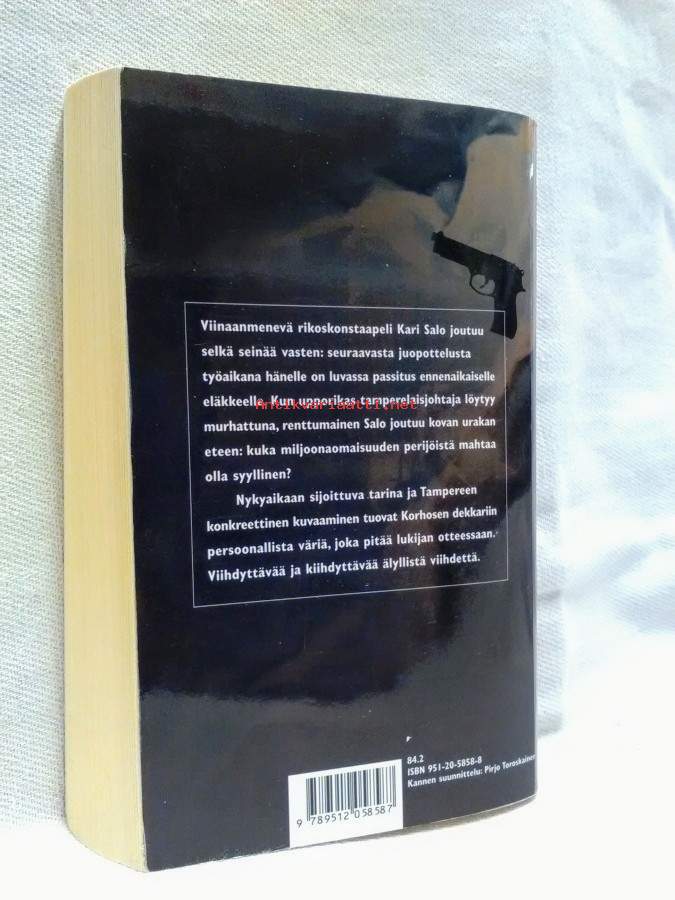 Viinaanmenevä rikoskonstaapeli Kari Salo joutuu
selkä seinää vasten: seuraavasta juopottelusta
työaikana hänelle on luvassa passitus ennenaikaiselle
eläkkeelle. Kun upporikas tamperelaisjohtaja löytyy
Antikvariaatti.net
murhattuna, renttumainen Salo joutuu kovan urakan
eteen: kuka miljoonaomaisuuden perijöistä mahtaa
olla syyllinen?
Nykyaikaan sijoittuva tarina ja Tampereen
konkreettinen kuvaaminen tuovat Korhosen dekkariin
persoonallista väriä, joka pitää lukijan otteessaan.
Viihdyttävää ja kiihdyttävää älyllistä viihdettä.
84.2
ISBN 951-20-5858-8
Kannen suunnittelu: Pirjo Toroskainen
9 789512 058587